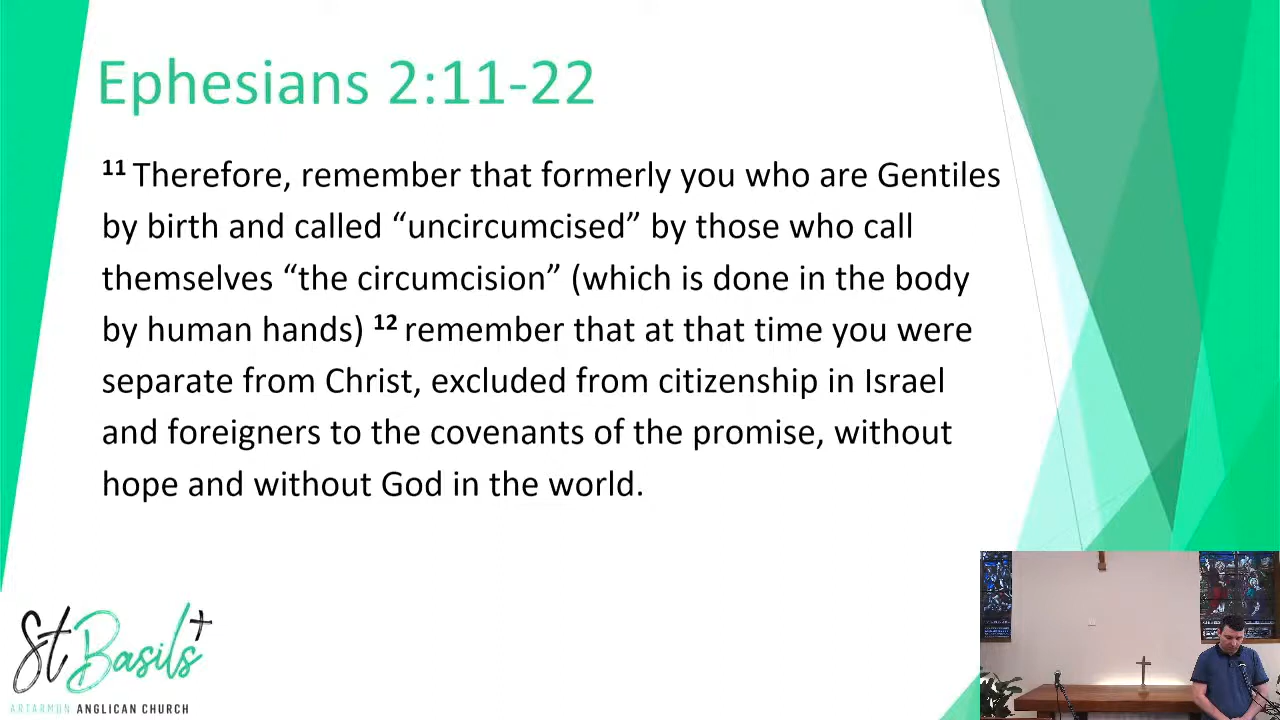 Ephesians 2:11-22
11 Therefore, remember that formerly you who are Gentiles
by birth and called “uncircumcised” by those who call
themselves “the circumcision” (which is done in the body
by human hands) 12 remember that at that time you were
separate from Christ, excluded from citizenship in Israel
and foreigners to the covenants of the promise, without
hope and without God in the world.
St Basils
ARTARMON ANGLICAN CHURCH